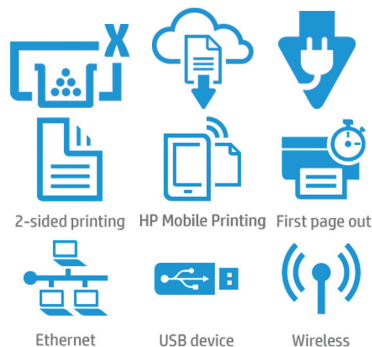 X
2-sided printing
HP Mobile Printing
First page out
Ethernet
USB device
Wireless